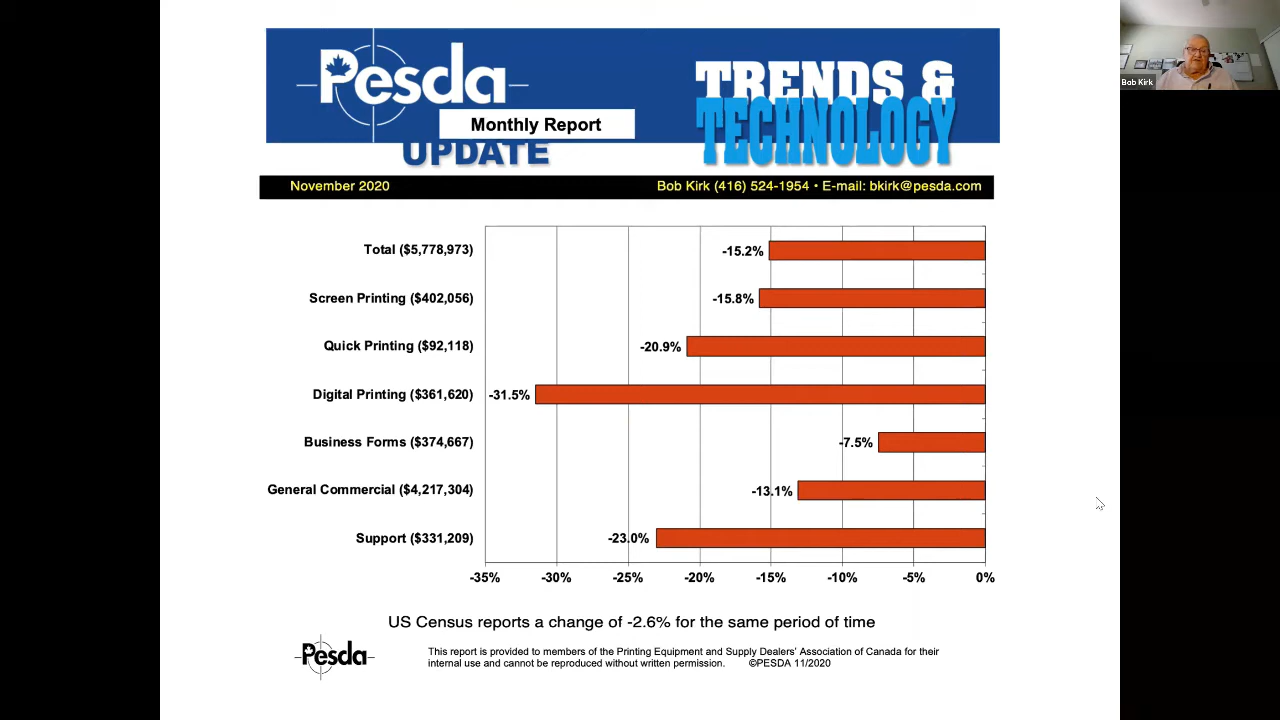 Pesda
TRENDS &
TECHNOLOGY
Monthly Report
UPDATE
Bob Kirk
November 2020
Bob Kirk (416) 524-1954 • E-mail: bkirk@pesda.com
Total ($5,778,973)
-15.2%
Screen Printing ($402,056)
-15.8%
Quick Printing ($92,118)
-20.9%
Digital Printing ($361,620)
-31.5%
Business Forms ($374,667)
-7.5%
General Commercial ($4,217,304)
-13.1%
Support ($331,209)
-23.0%
-35% -30% -25% -20% -15% -10% -5% 0%
US Census reports a change of -2.6% for the same period of time
Pesda
This report is provided to members of the Printing Equipment and Supply Dealers' Association of Canada for their
internal use and cannot be reproduced without written permission. ©PESDA 11/2020